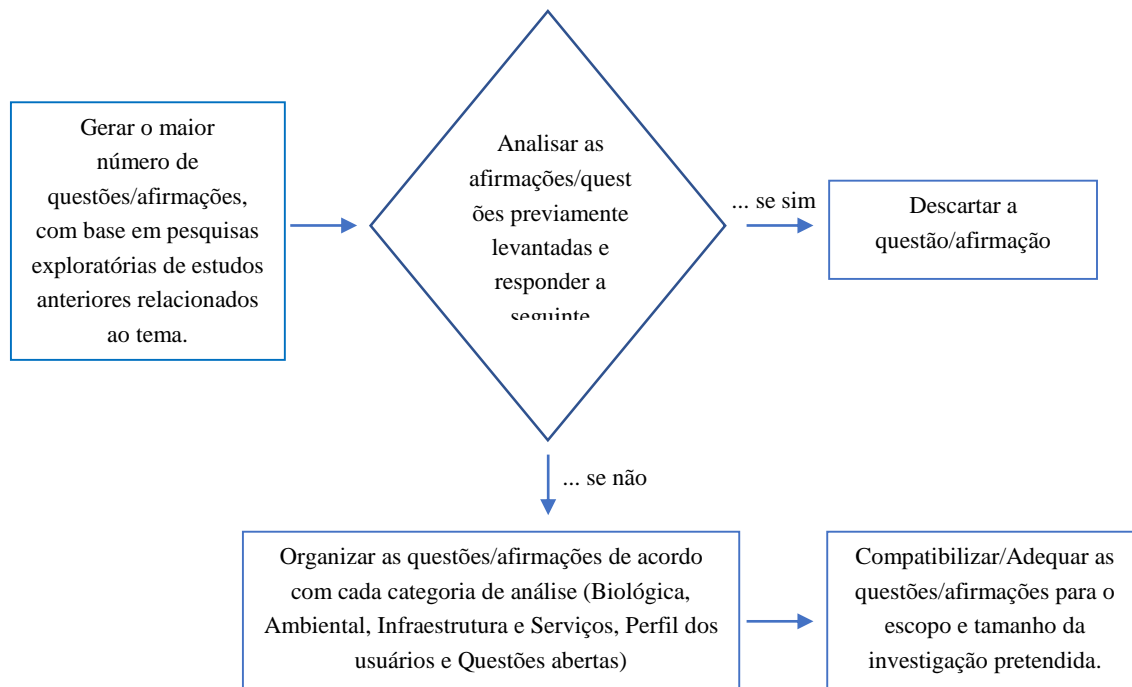 Gerar o maior
número de
questões/afirmações,
com base em pesquisas
exploratórias de estudos
anteriores relacionados
ao tema.
Analisar as
afirmações/quest
ões previamente
levantadas e
responder a
seguinte
... se sim
Descartar a
questão/afirmação
... se não
Organizar as questões/afirmações de acordo
com cada categoria de análise (Biológica,
Ambiental, Infraestrutura e Serviços, Perfil dos
usuários e Questões abertas)
Compatibilizar/Adequar as
questões/afirmações para o
escopo e tamanho da
investigação pretendida.